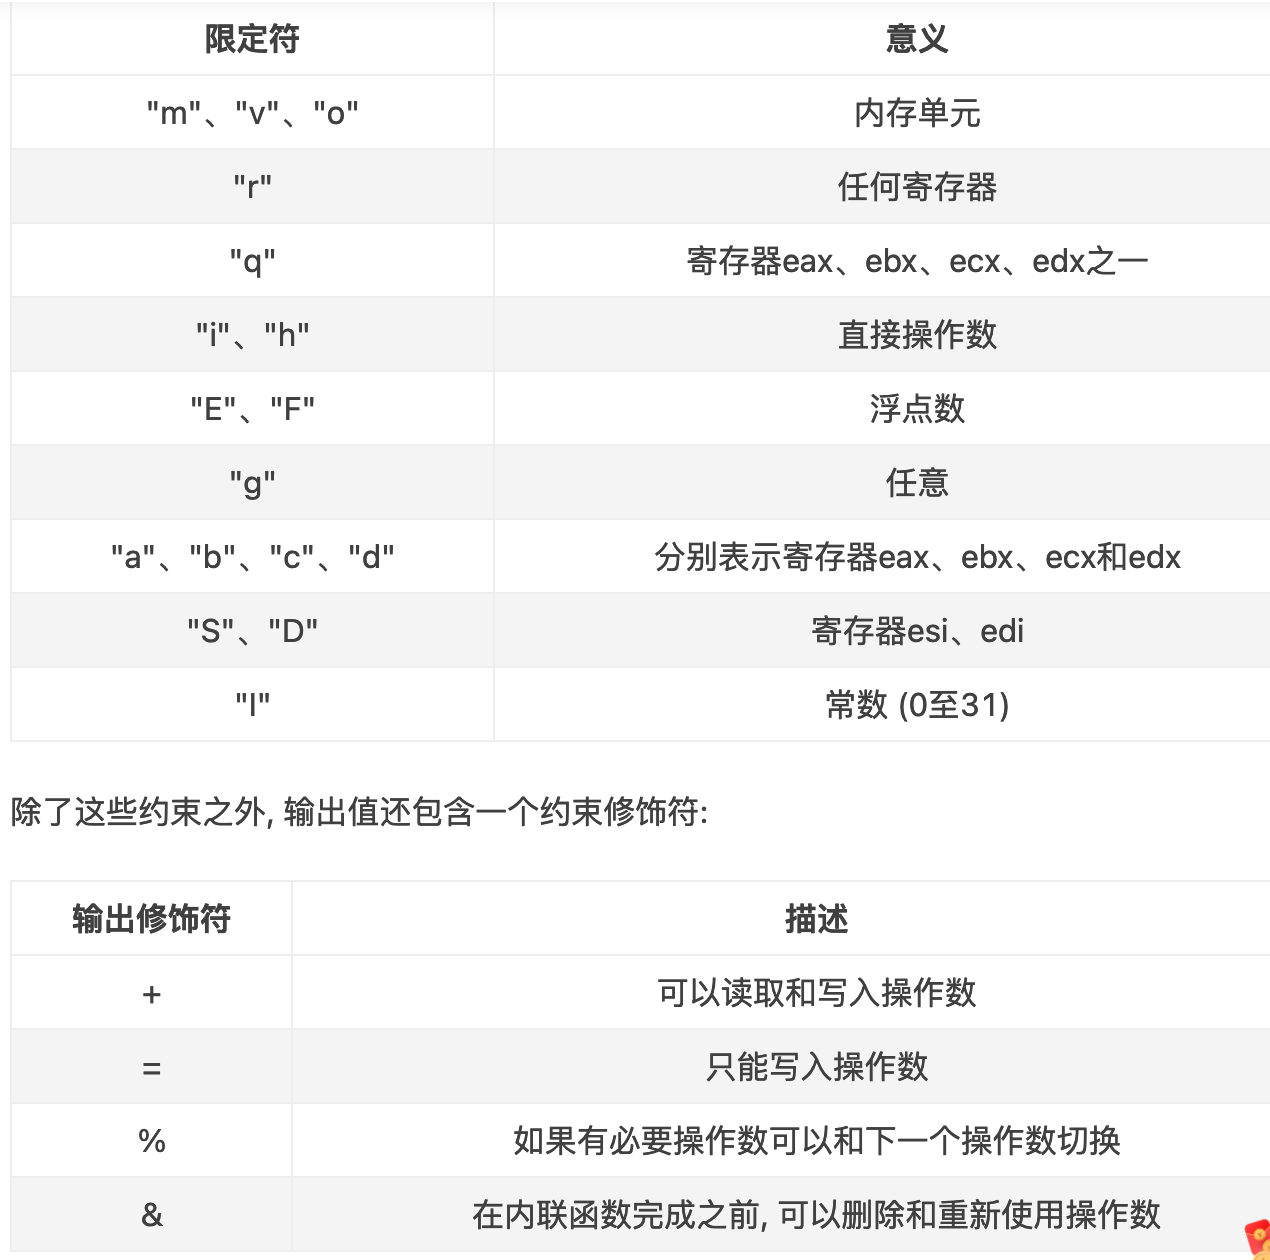 限定符 意义
"m"、"v"、"o" 内存单元
"r" 任何寄存器
"q" 寄存器eax、ebx、ecx、edx之一
"i"、"h" 直接操作数
"E"、"F" 浮点数
"g" 任意
"a"、"b"、"c"、"d" 分别表示寄存器eax、ebx、ecx和edx
"S"、"D" 寄存器esi、edi
"I" 常数 (0至31)
除了这些约束之外, 输出值还包含一个约束修饰符:
输出修饰符 描述
+ 可以读取和写入操作数
= 只能写入操作数
% 如果有必要操作数可以和下一个操作数切换
& 在内联函数完成之前, 可以删除和重新使用操作数